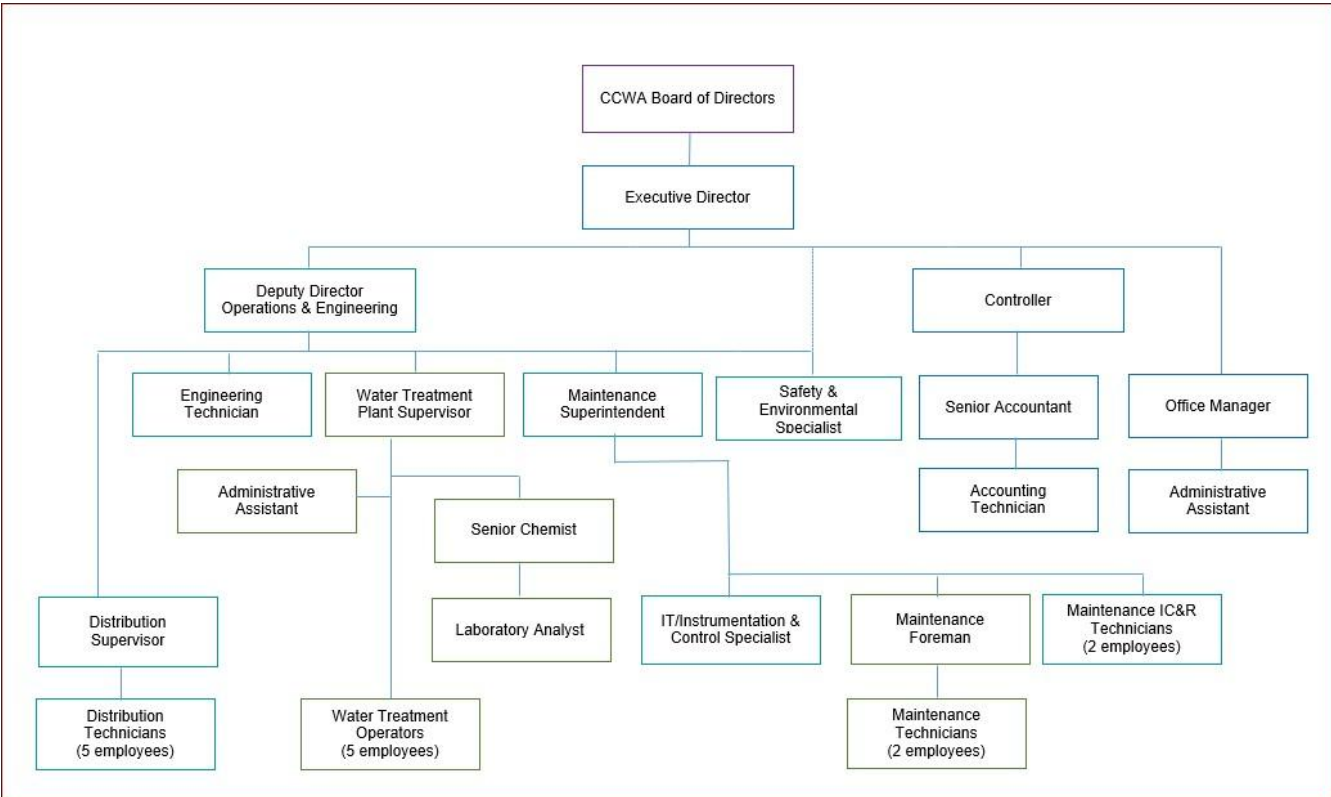 CCWA Board of Directors
Executive Director
Deputy Director
Operations & Engineering
Controller
Engineering
Technician
Water Treatment
Plant Supervisor
Maintenance
Superintendent
Safety &
Environmental
Specialist
Senior Accountant
Office Manager
Administrative
Assistant
Senior Chemist
Accounting
Technician
Administrative
Assistant
Distribution
Supervisor
Laboratory Analyst
IT/Instrumentation &
Control Specialist
Maintenance
Foreman
Maintenance IC&R
Technicians
(2 employees)
Distribution
Technicians
(5 employees)
Water Treatment
Operators
(5 employees)
Maintenance
Technicians
(2 employees)